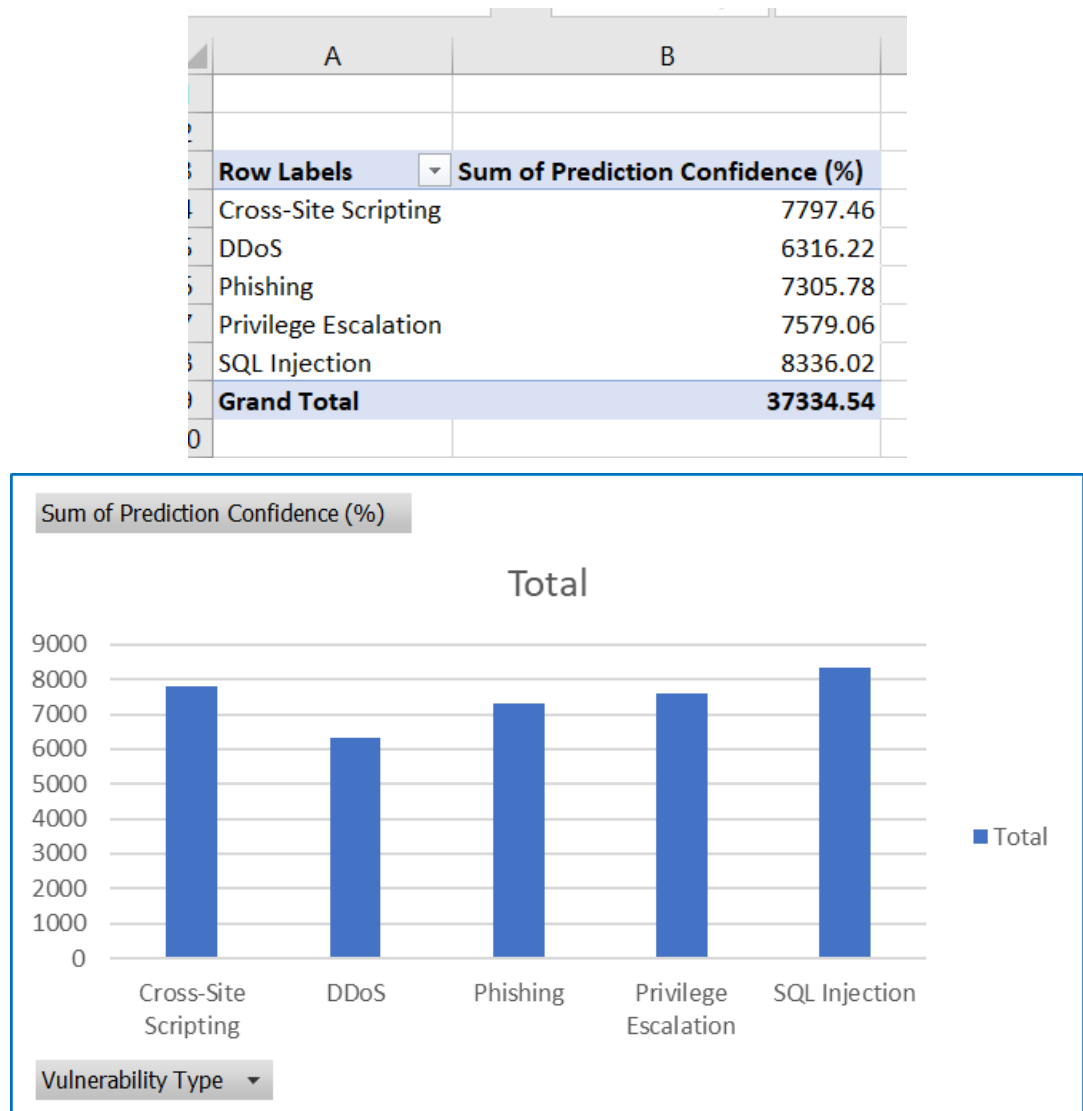 A B
Row Labels Sum of Prediction Confidence (%)
Cross-Site Scripting 7797.46
DDoS 6316.22
Phishing 7305.78
Privilege Escalation 7579.06
SQL Injection 8336.02
Grand Total 37334.54
0
Sum of Prediction Confidence (%)
Total
9000
8000
7000
6000
5000
4000
3000
2000
1000
0
Total
Cross-Site DDoS Phishing Privilege SQL Injection
Scripting Escalation
Vulnerability Type